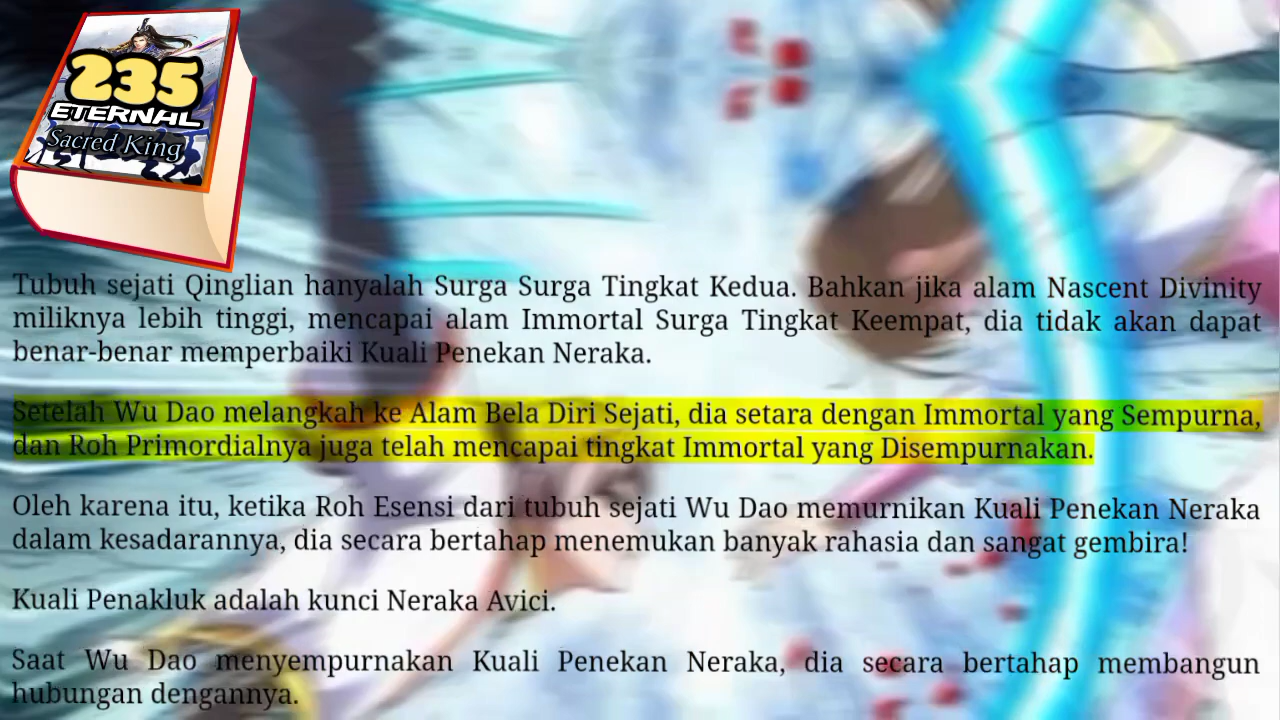 235
ETERNAL
Sacred King
Tubuh sejati Qinglian hanyalah Surga Surga Tingkat Kedua. Bahkan jika alam Nascent Divinity
miliknya lebih tinggi, mencapai alam Immortal Surga Tingkat Keempat, dia tidak akan dapat
benar-benar memperbaiki Kuali Penekan Neraka.
Setelah Wu Dao melangkah ke Alam Bela Diri Sejati, dia setara dengan Immortal yang Sempurna,
dan Roh Primordialnya juga telah mencapai tingkat Immortal yang Disempurnakan.
Oleh karena itu, ketika Roh Esensi dari tubuh sejati Wu Dao memurnikan Kuali Penekan Neraka
dalam kesadarannya, dia secara bertahap menemukan banyak rahasia dan sangat gembira!
Kuali Penakluk adalah kunci Neraka Avici.
Saat Wu Dao menyempurnakan Kuali Penekan Neraka, dia secara bertahap membangun
hubungan dengannya.